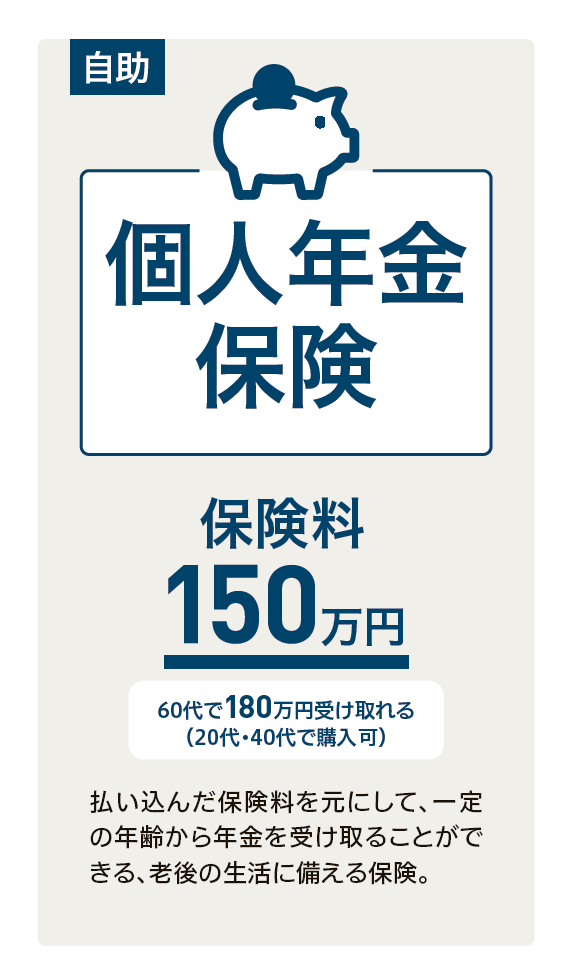 自助
個人年金
保険
保険料
150万円
60代で180万円受け取れる
（20代・40代で購入可）
払い込んだ保険料を元にして、一定
の年齢から年金を受け取ることがで
きる、老後の生活に備える保険。